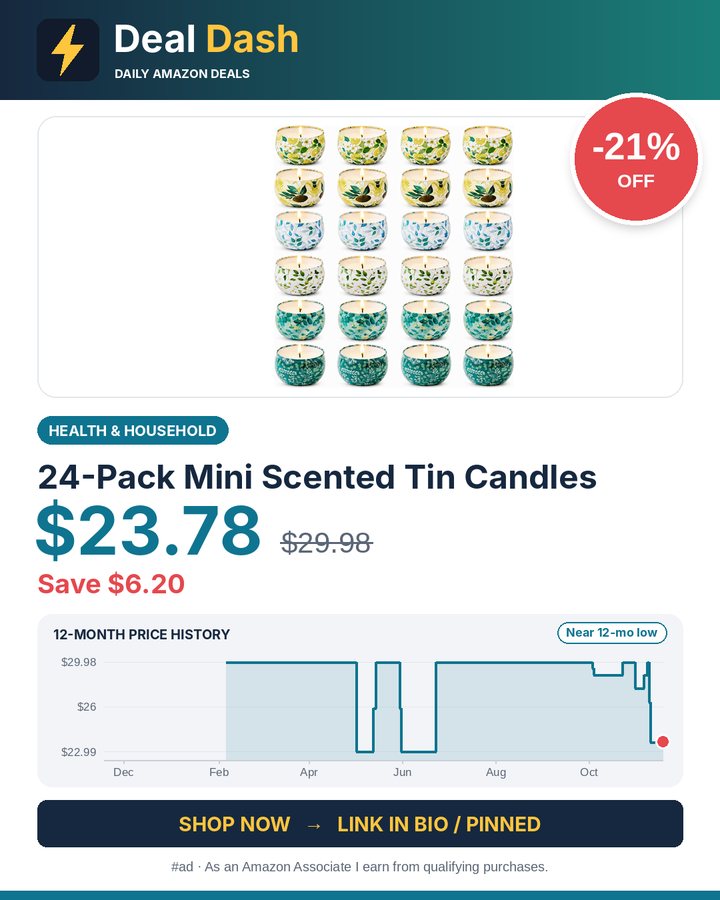 Deal Dash
DAILY AMAZON DEALS
-21%
OFF
HEALTH & HOUSEHOLD
24-Pack Mini Scented Tin Candles
$23.78 $29.98
Save $6.20
12-MONTH PRICE HISTORY
Near 12-mo low
$29.98
$26
$22.99
Dec Feb Apr Jun Aug Oct
SHOP NOW → LINK IN BIO / PINNED
#ad · As an Amazon Associate I earn from qualifying purchases.